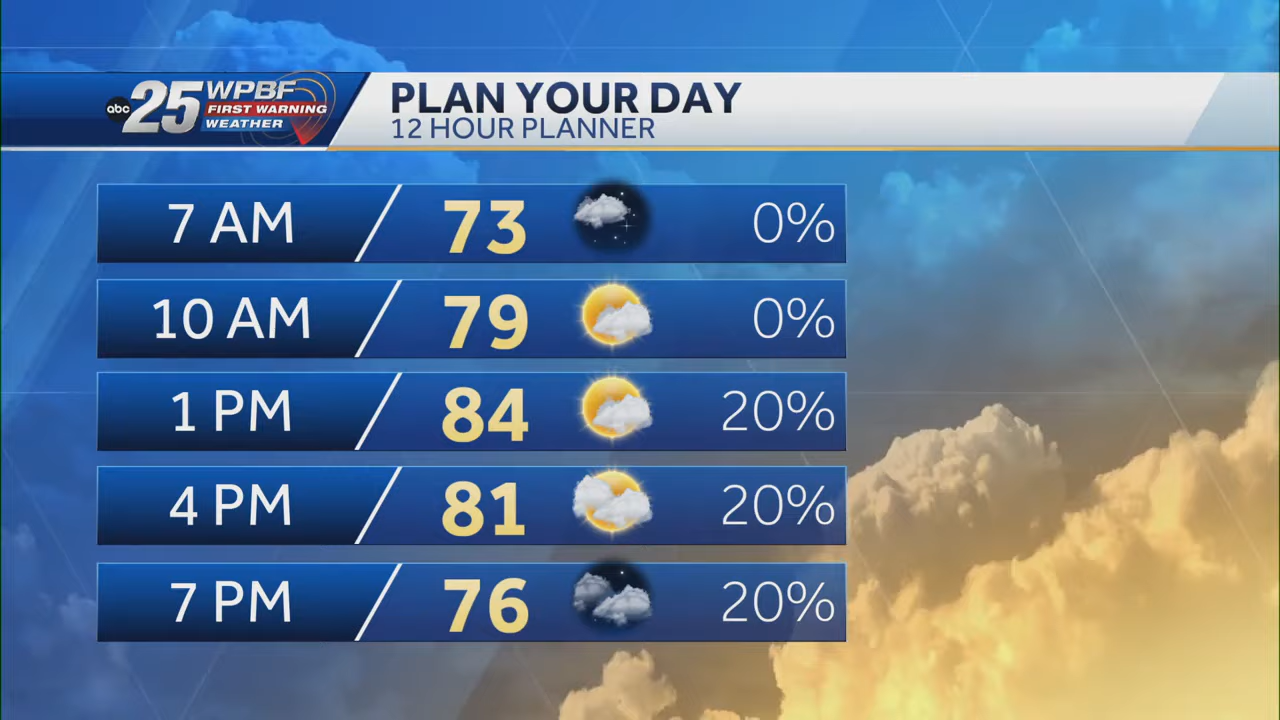 abc 25 WPBF
FIRST WARNING
WEATHER
PLAN YOUR DAY
12 HOUR PLANNER
7 AM 73 0%
10 AM 79 0%
1 PM 84 20%
4 PM 81 20%
7 PM 76 20%